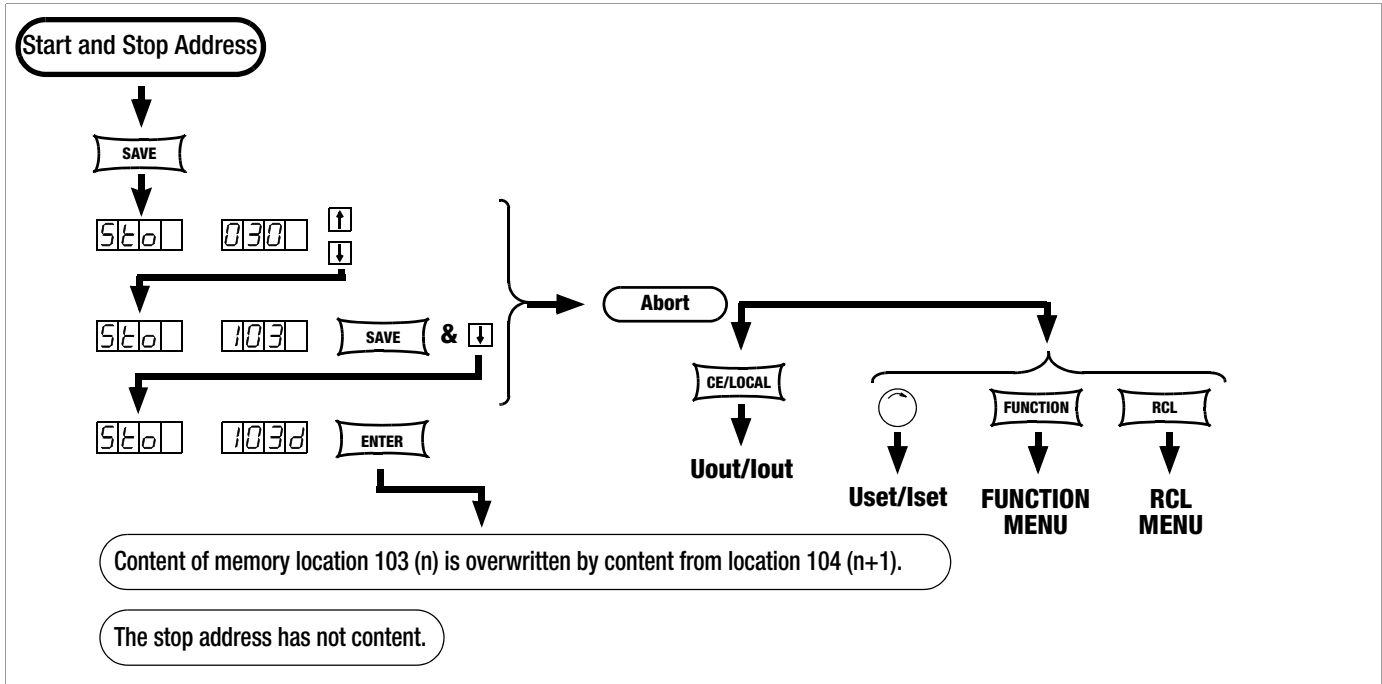 Start and Stop Address
SAVE
Sto 030
Sto 103 SAVE & 
Abort
CE/LOCAL
FUNCTION
RCL
Sto 103d ENTER
Uout/Iout
Uset/Iset
FUNCTION
MENU
RCL
MENU
Content of memory location 103 (n) is overwritten by content from location 104 (n+1).
The stop address has not content.